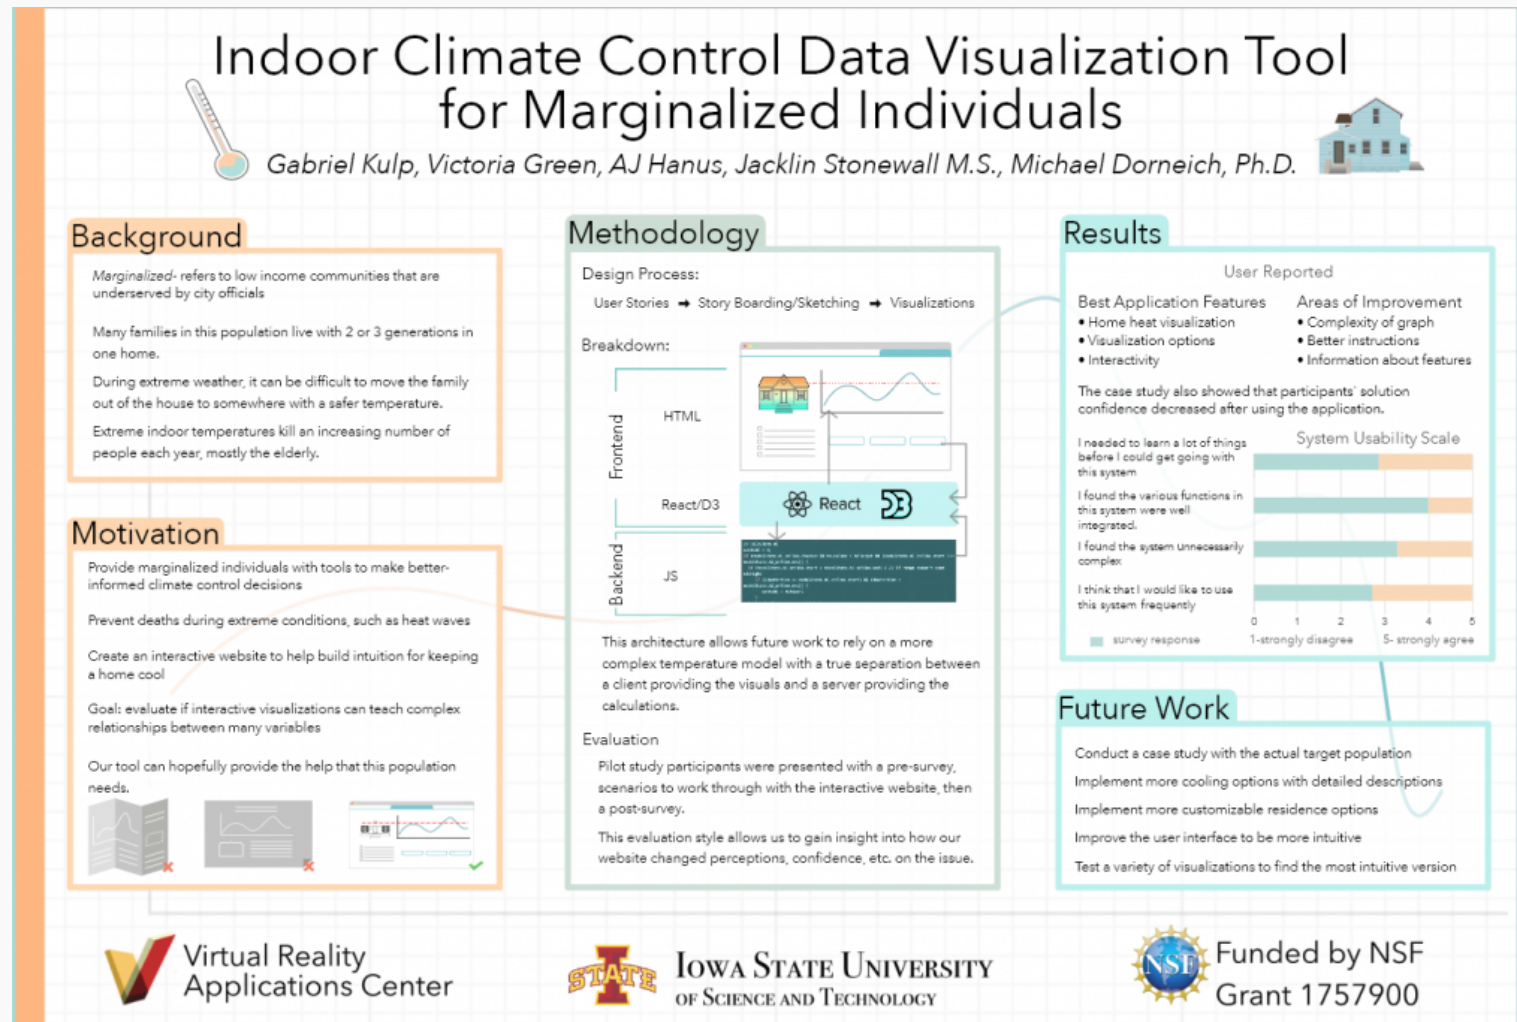 Indoor Climate Control Data Visualization Tool
for Marginalized Individuals
Gabriel Kulp, Victoria Green, AJ Hanus, Jacklin Stonewall M.S., Michael Dorneich, Ph.D.
Background
Marginalized- refers to low income communities that are
underserved by city officials
Many families in this population live with 2 or 3 generations in
one home.
During extreme weather, it can be difficult to move the family
out of the house to somewhere with a safer temperature.
Extreme indoor temperatures kill an increasing number of
people each year, mostly the elderly.
Motivation
Provide marginalized individuals with tools to make better-
informed climate control decisions
Prevent deaths during extreme conditions, such as heat waves
Create an interactive website to help build intuition for keeping
a home cool
Goal: evaluate if interactive visualizations can teach complex
relationships between many variables
Our tool can hopefully provide the help that this population
needs.
Methodology
Design Process:
User Stories ➡ Story Boarding/Sketching ➡ Visualizations
Breakdown:
Frontend
HTML
React/D3
React
D3
Backend
JS
This architecture allows future work to rely on a more
complex temperature model with a true separation between
a client providing the visuals and a server providing the
calculations.
Evaluation
Pilot study participants were presented with a pre-survey,
scenarios to work through with the interactive website, then
a post-survey.
This evaluation style allows us to gain insight into how our
website changed perceptions, confidence, etc. on the issue.
Results
User Reported
Best Application Features
• Home heat visualization
• Visualization options
• Interactivity
Areas of Improvement
• Complexity of graph
• Better instructions
• Information about features
The case study also showed that participants' solution
confidence decreased after using the application.
System Usability Scale
I needed to learn a lot of things
before I could get going with
this system
I found the various functions in
this system were well
integrated.
I found the system unnecessarily
complex
I think that I would like to use
this system frequently
0 1 2 3 4 5
survey response
1-strongly disagree
5- strongly agree
Future Work
Conduct a case study with the actual target population
Implement more cooling options with detailed descriptions
Implement more customizable residence options
Improve the user interface to be more intuitive
Test a variety of visualizations to find the most intuitive version
Virtual Reality
Applications Center
STATE
IOWA STATE UNIVERSITY
OF SCIENCE AND TECHNOLOGY
NSF
Funded by NSF
Grant 1757900